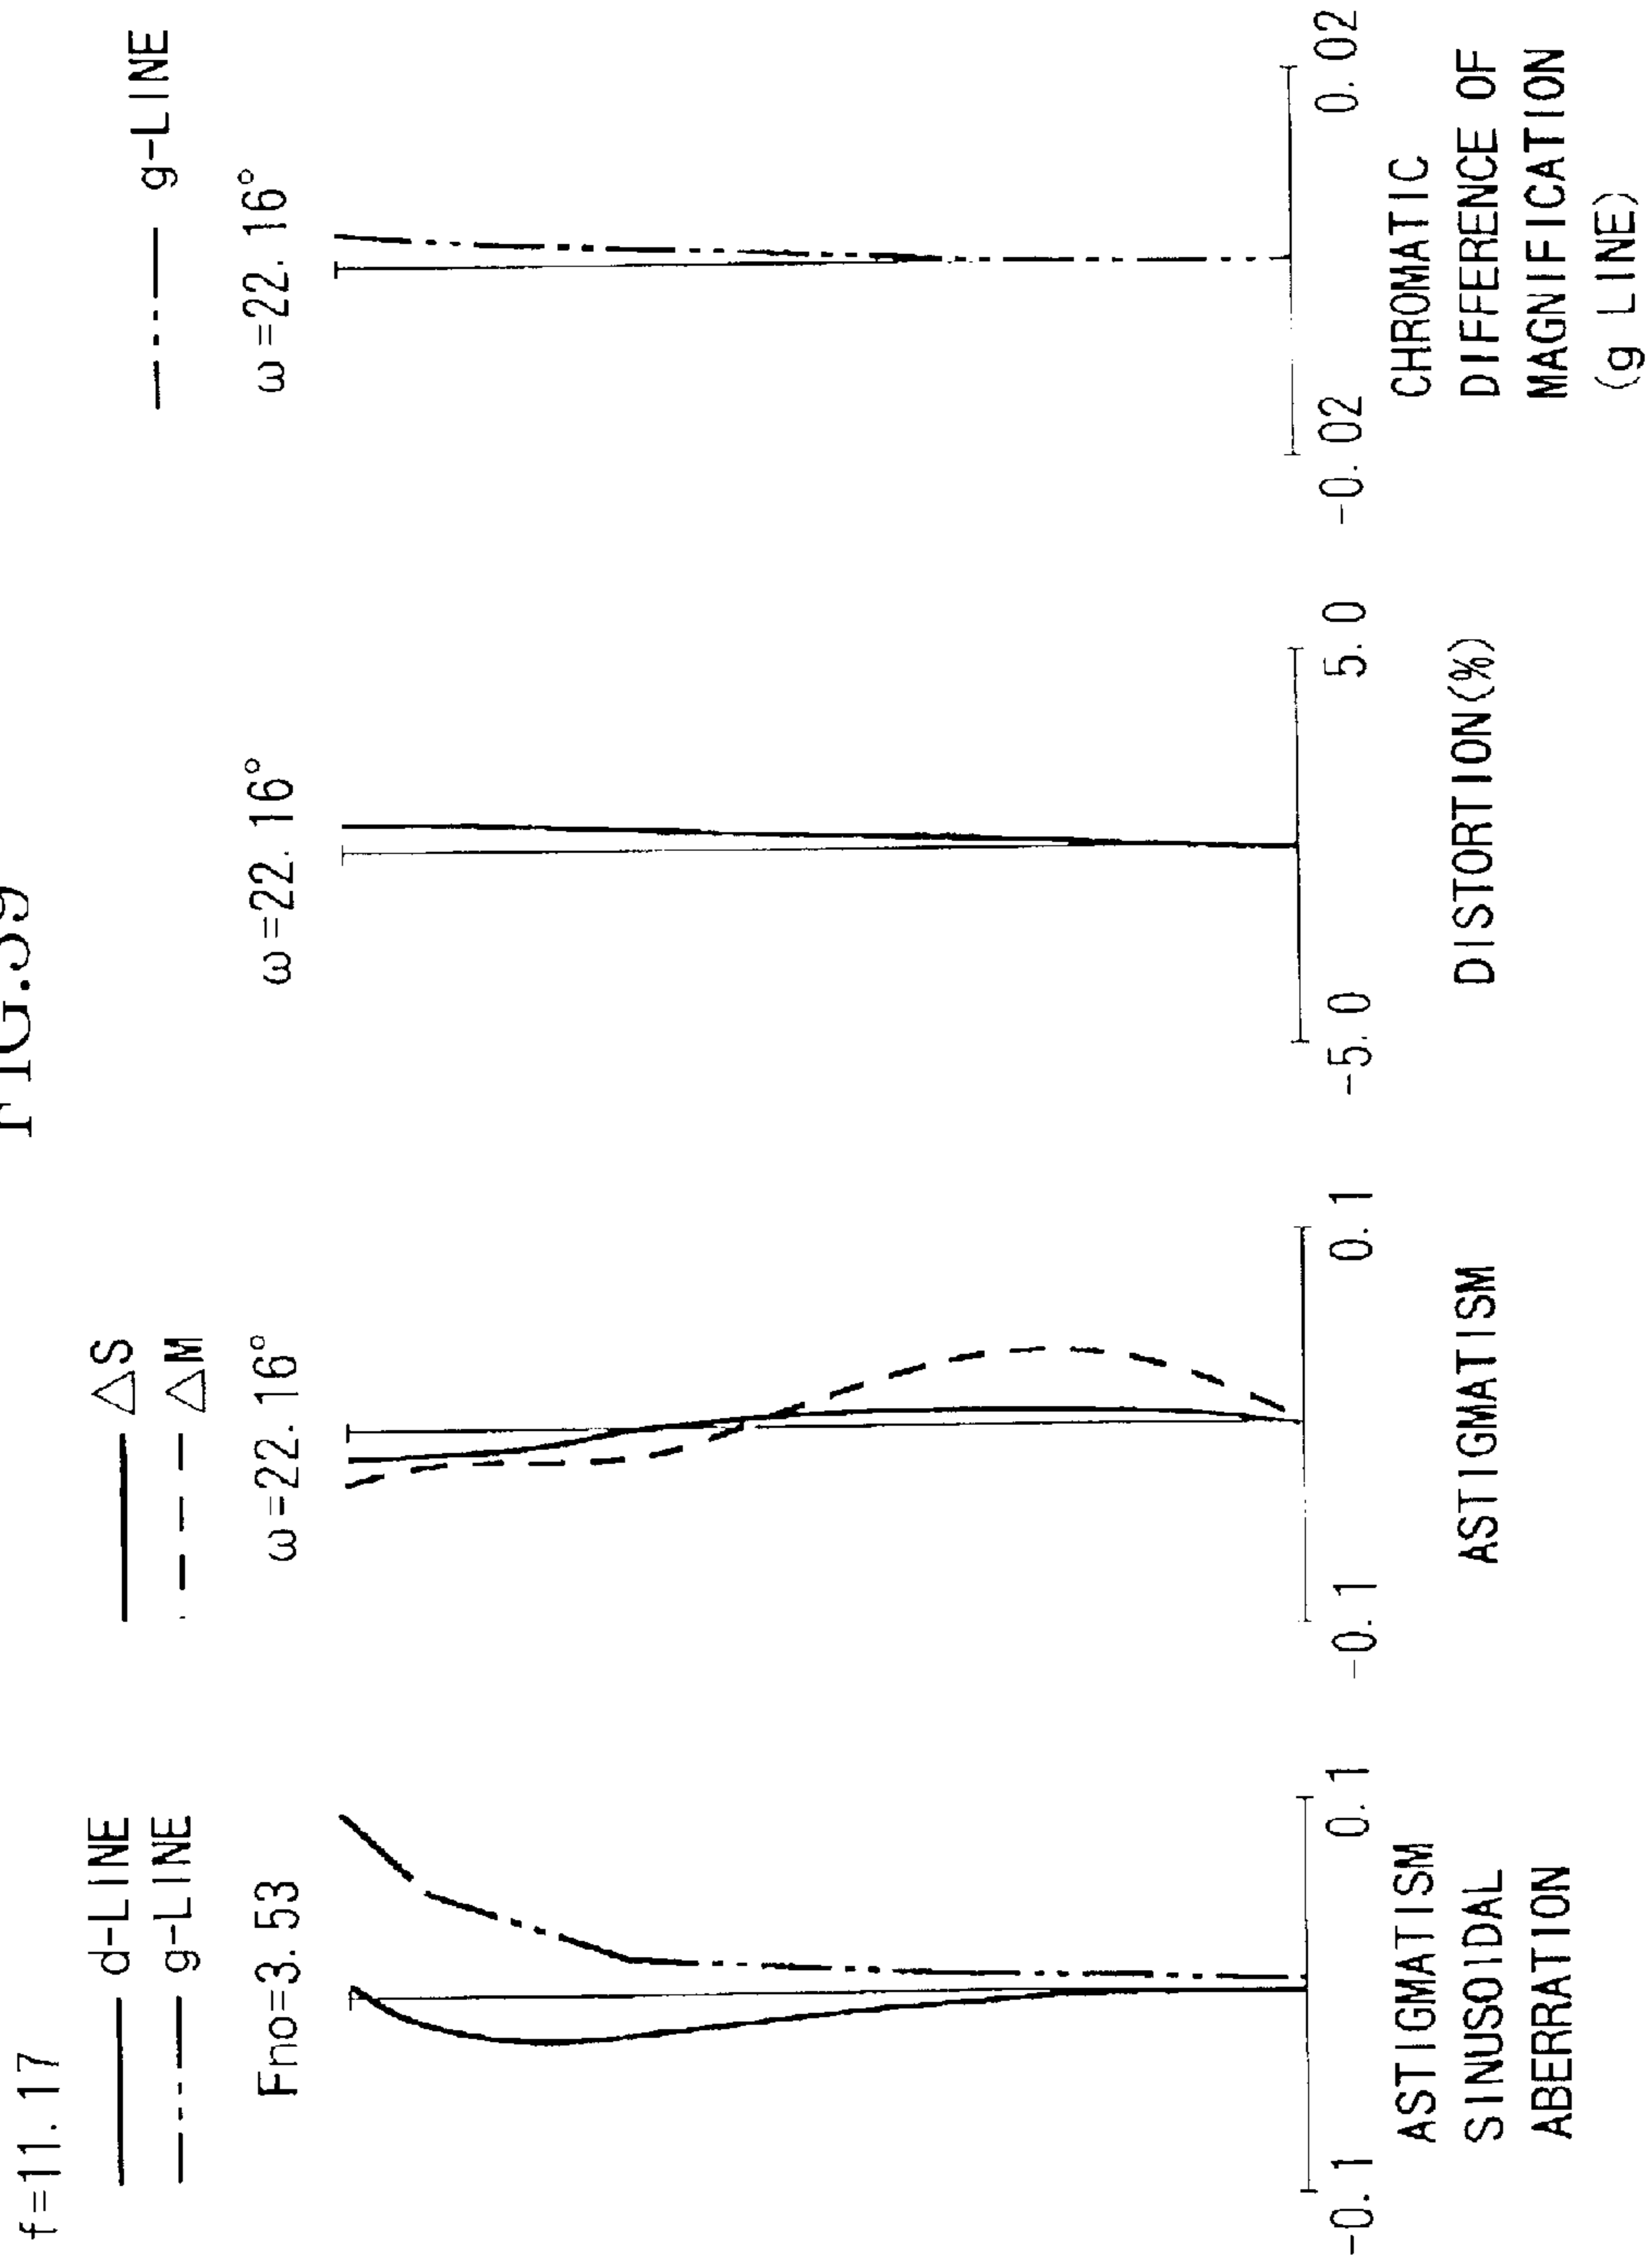 FIG.39
f=11.17
d-LINE
g-LINE
Fno=3.53
-0.1
0.1
ASTIGMATISM
SINUSOIDAL
ABERRATION
△S
△M
ω=22.16°
-0.1
0.1
ASTIGMATISM
ω=22.16°
-5.0
5.0
DISTORTION(%)
g-LINE
ω=22.16°
-0.02
0.02
CHROMATIC
DIFFERENCE OF
MAGNIFICATION
(g LINE)